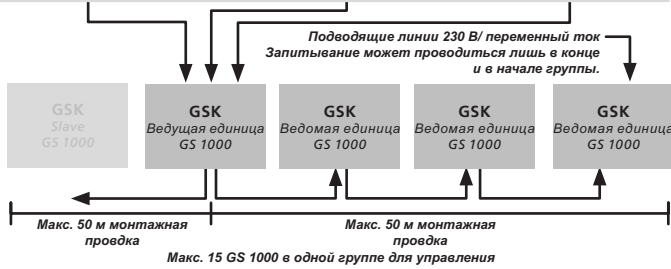 Подводящие линии 230 В/ переменный ток
Запитывание может проводиться лишь в конце
и в начале группы.
GSK
Slave
GS 1000
GSK
Ведущая единица
GS 1000
GSK
Ведомая единица
GS 1000
GSK
Ведомая единица
GS 1000
GSK
Ведомая единица
GS 1000
Макс. 50 м монтажная
провдка
Макс. 50 м монтажная
провдка
Макс. 15 GS 1000 в одной группе для управления